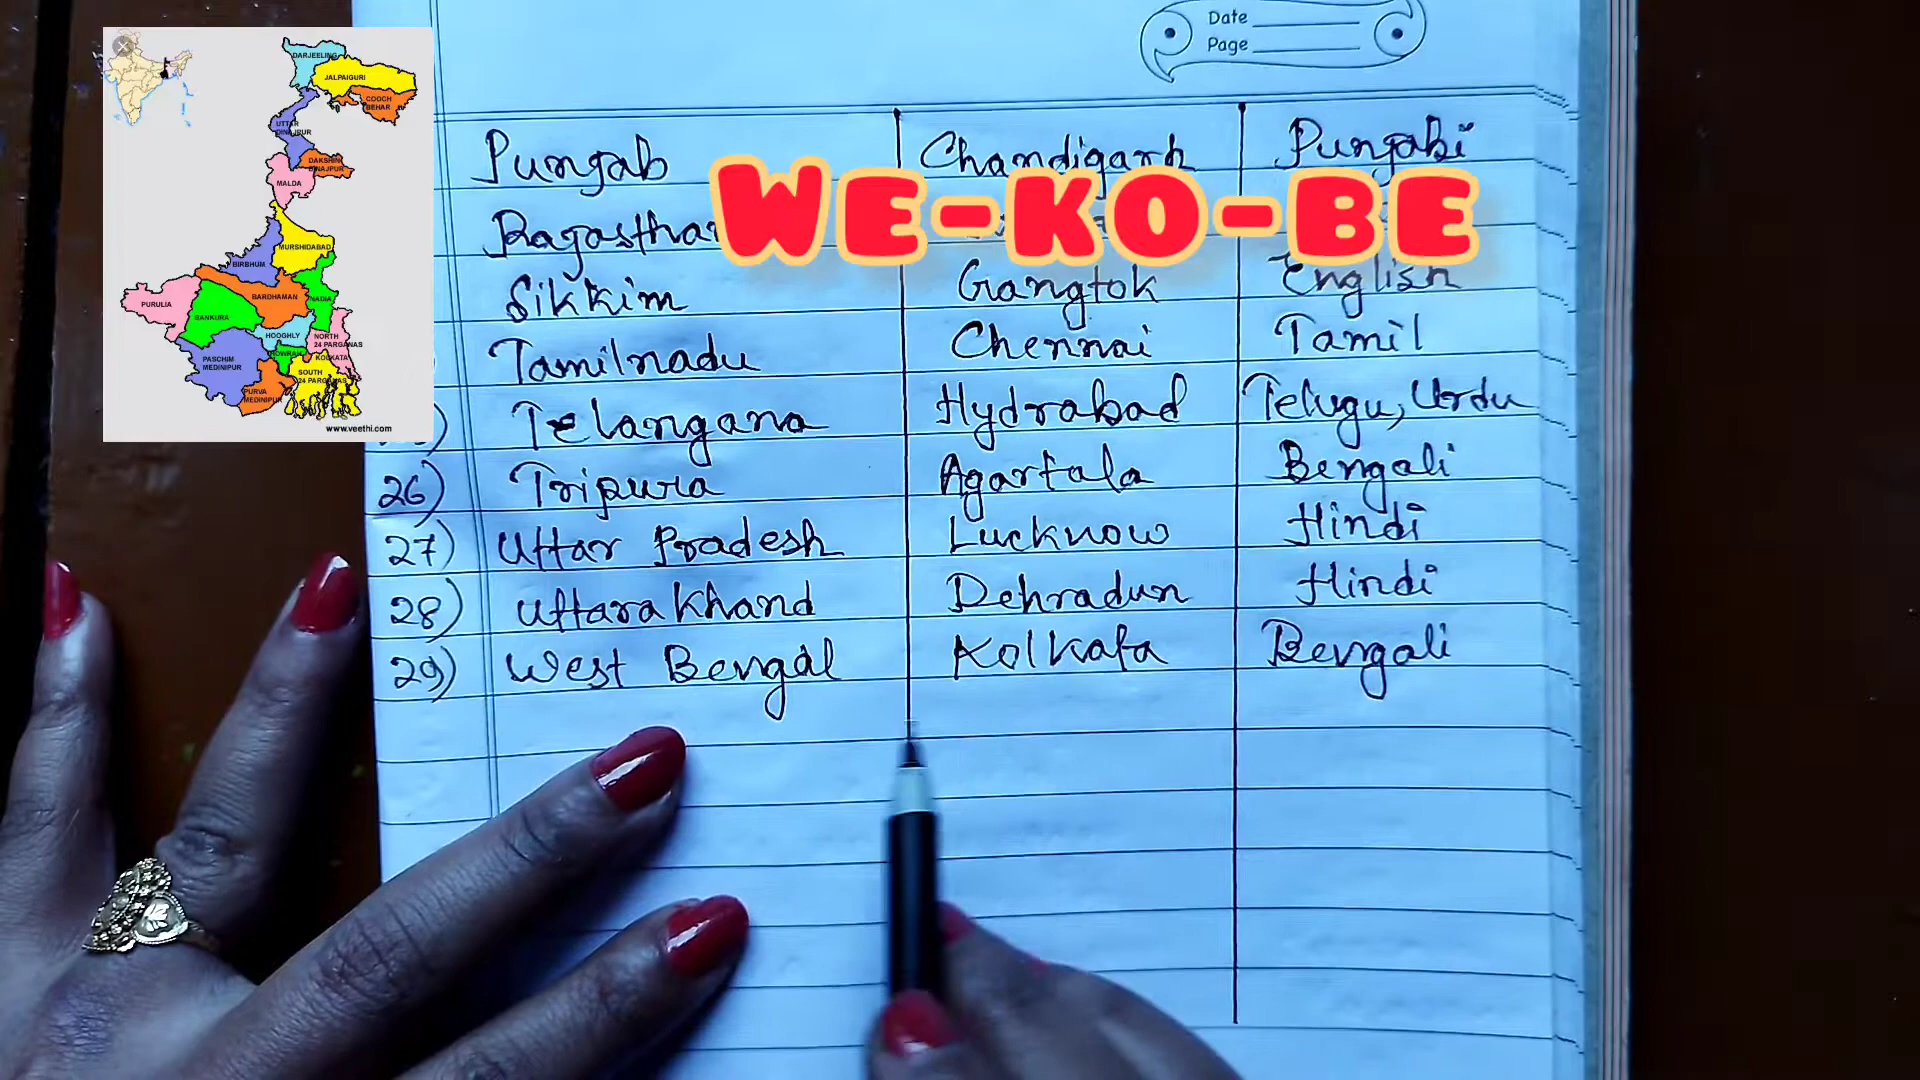 Date
Page
DARJEELING
JALPAIGURI
COOCH
BEHAR
UTTAR
DINAJPUR
DAKSHIN
DINAJPUR
MALDA
MURSHIDABAD
BIRBHUM
PURULIA
BARDHAMAN
NADIA
BANKURA
HOOGHLY
NORTH
24 PARGANAS
HOWRAH
KOLKATA
PASCHIM
MEDINIPUR
SOUTH
24 PARGANAS
PURVA
MEDINIPUR
www.veethi.com
WE-KO-BE
Punjab Chandigarh Punjabi
Rajasthan
Sikkim Gangtok English
Tamilnadu Chennai Tamil
Telangana Hydrabad Telugu, Urdu
26) Tripura Agartala Bengali
27) Uttar Pradesh Lucknow Hindi
28) Uttarakhand Dehradun Hindi
29) West Bengal Kolkata Bengali